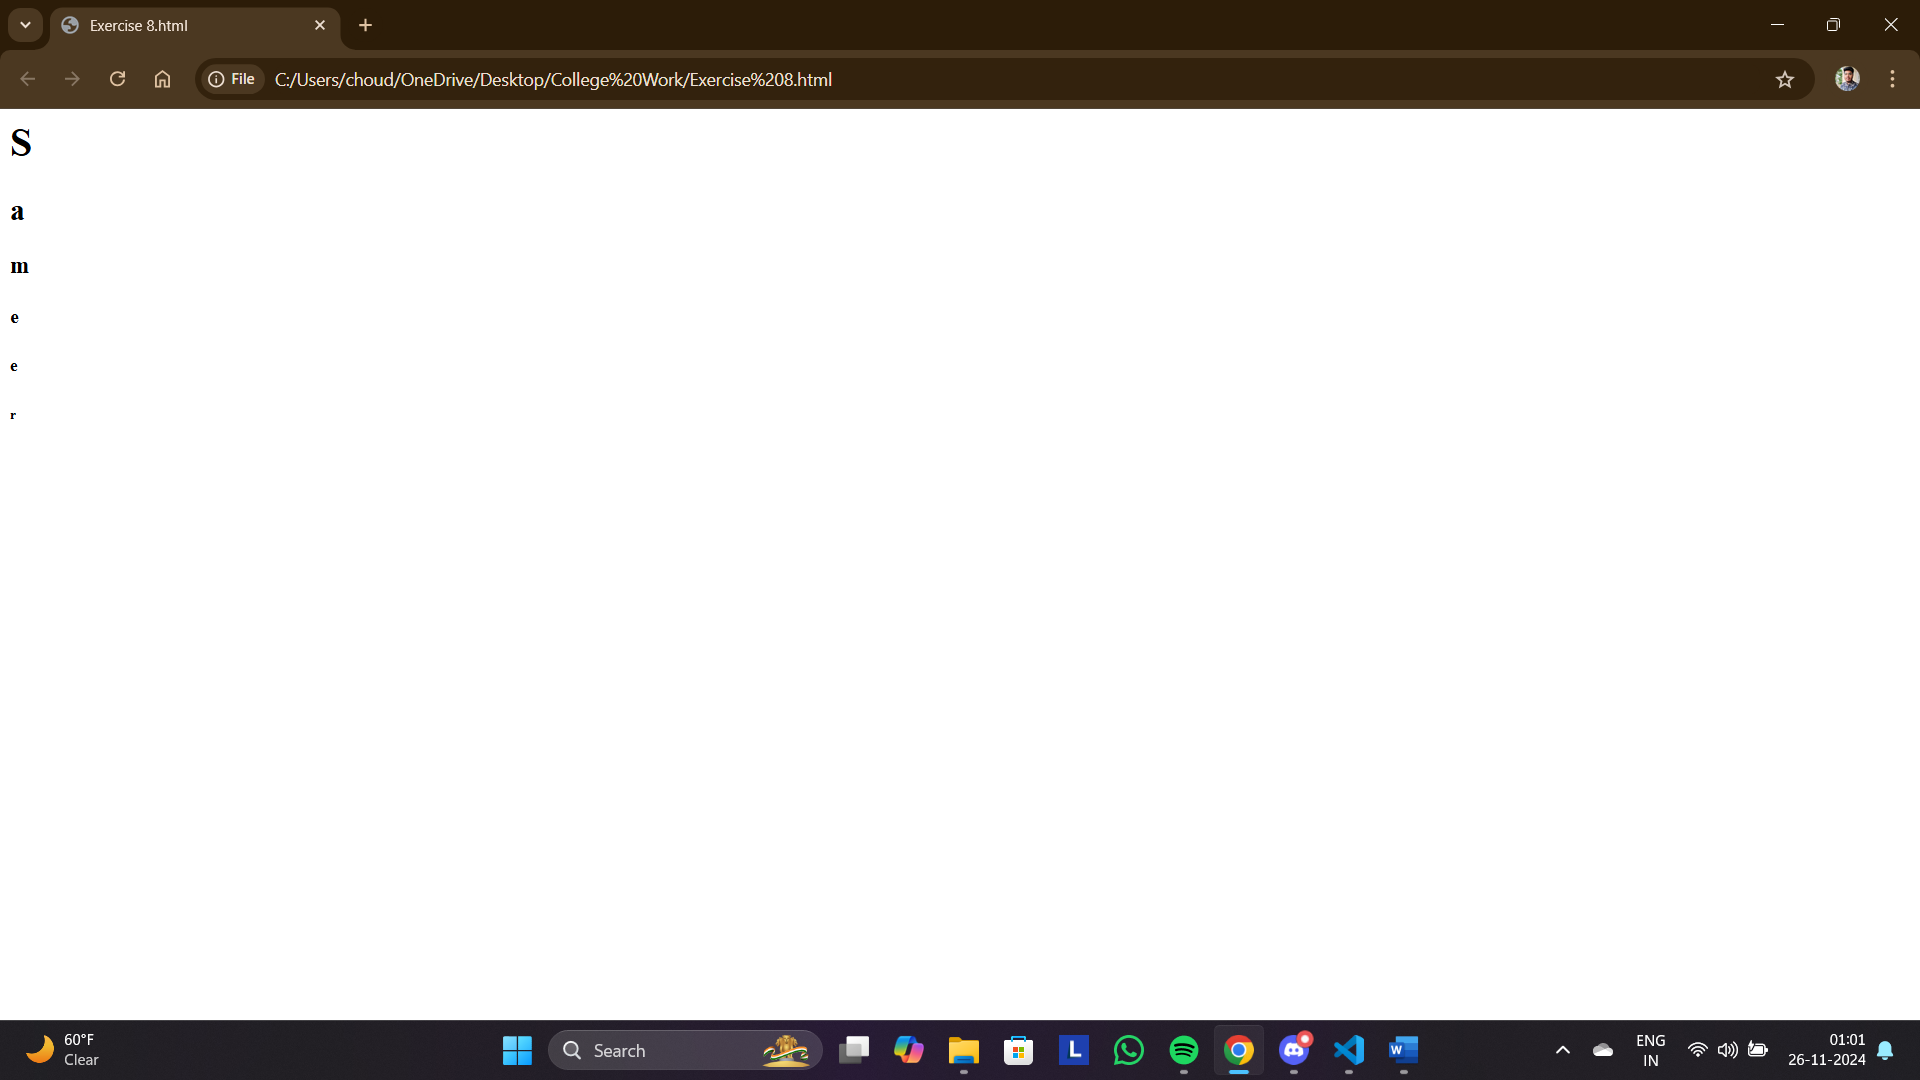 Exercise 8.html
File
C:/Users/choud/OneDrive/Desktop/College%20Work/Exercise%208.html
S
a
m
e
e
r
60°F
Clear
Search
L
W
ENG
IN
01:01
26-11-2024